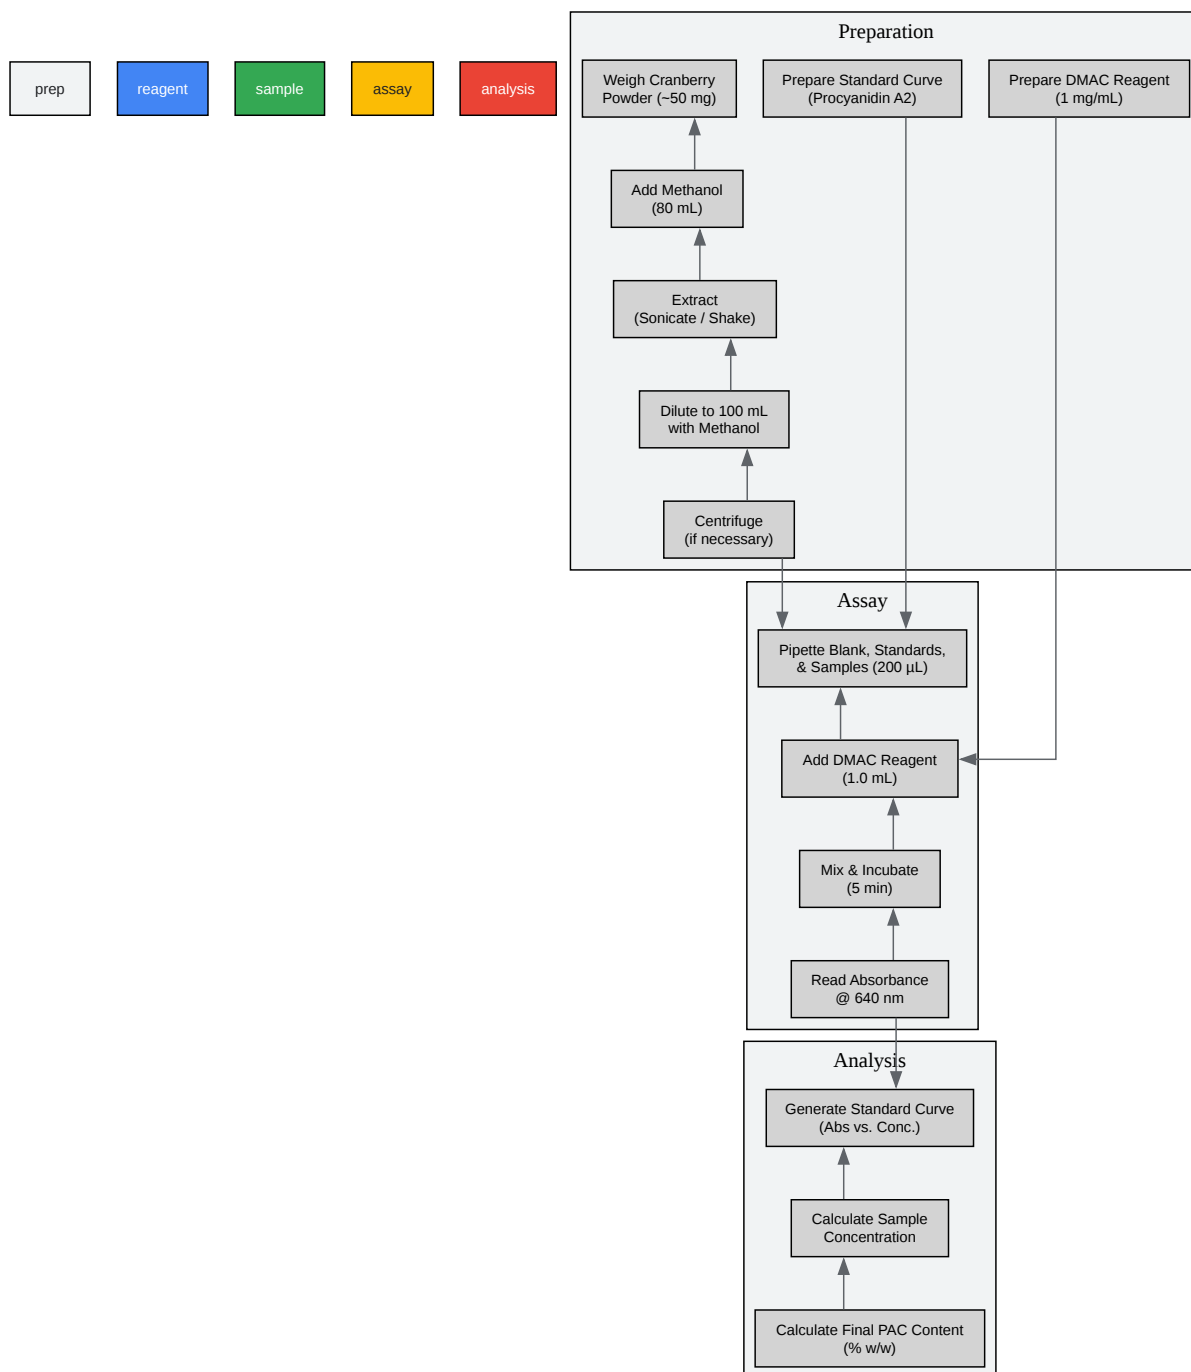 prep
reagent
sample
assay
analysis
Preparation
Weigh Cranberry
Powder (~50 mg)
Prepare Standard Curve
(Procyanidin A2)
Prepare DMAC Reagent
(1 mg/mL)
Add Methanol
(80 mL)
Extract
(Sonicate / Shake)
Dilute to 100 mL
with Methanol
Centrifuge
(if necessary)
Assay
Pipette Blank, Standards,
& Samples (200 µL)
Add DMAC Reagent
(1.0 mL)
Mix & Incubate
(5 min)
Read Absorbance
@ 640 nm
Analysis
Generate Standard Curve
(Abs vs. Conc.)
Calculate Sample
Concentration
Calculate Final PAC Content
(% w/w)